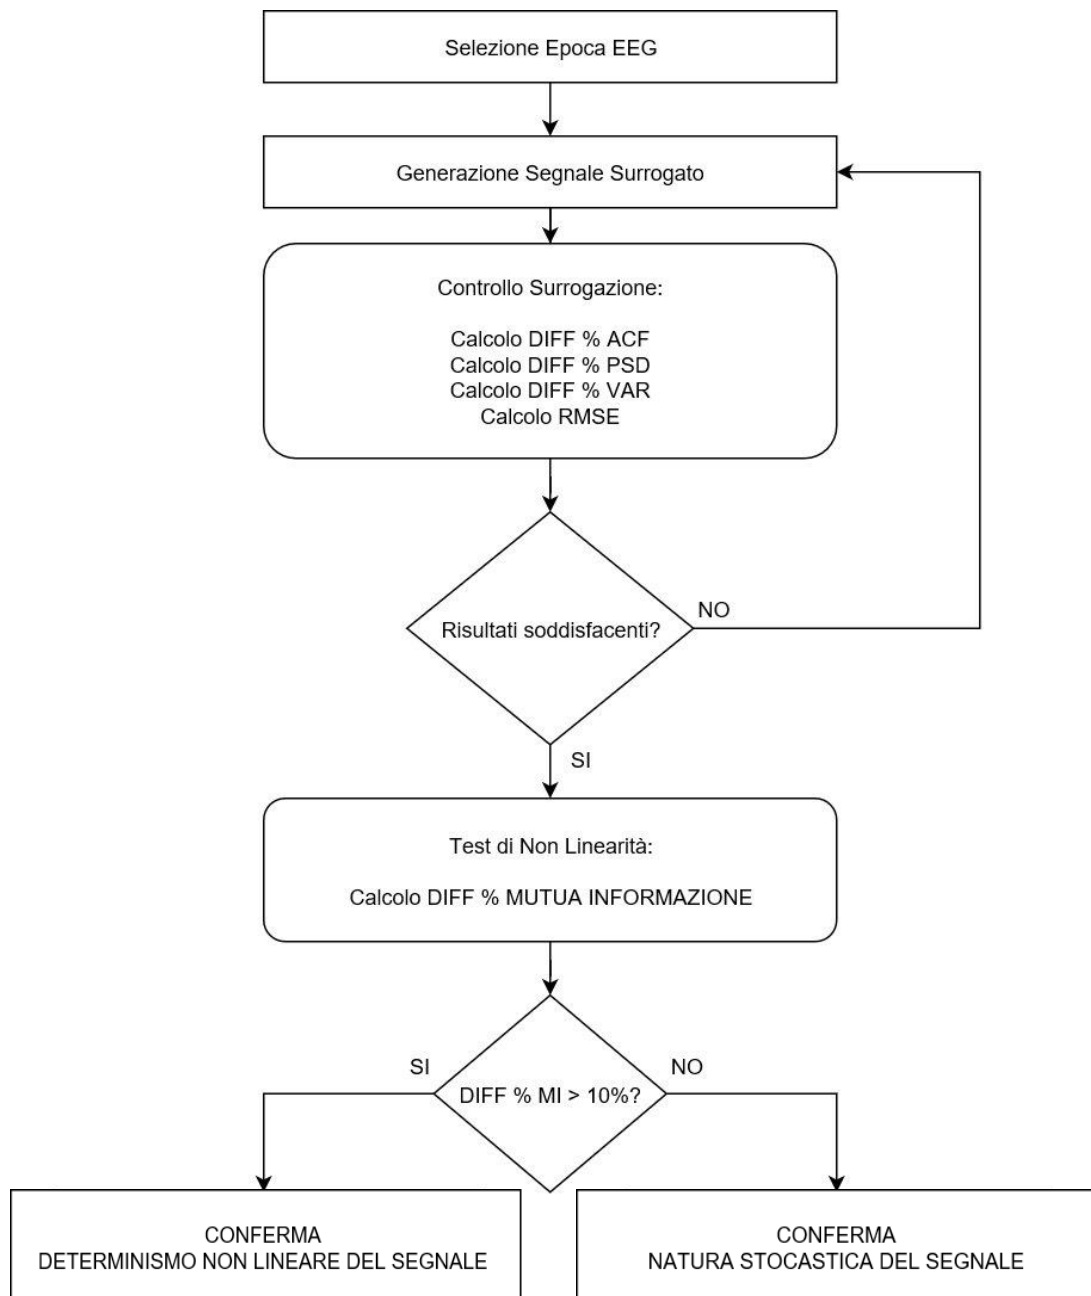 Selezione Epoca EEG
Generazione Segnale Surrogato
Controllo Surrogazione:
Calcolo DIFF % ACF
Calcolo DIFF % PSD
Calcolo DIFF % VAR
Calcolo RMSE
Risultati soddisfacenti?
NO
SI
Test di Non Linearità:
Calcolo DIFF % MUTUA INFORMAZIONE
DIFF % MI > 10%?
SI
NO
CONFERMA
DETERMINISMO NON LINEARE DEL SEGNALE
CONFERMA
NATURA STOCASTICA DEL SEGNALE